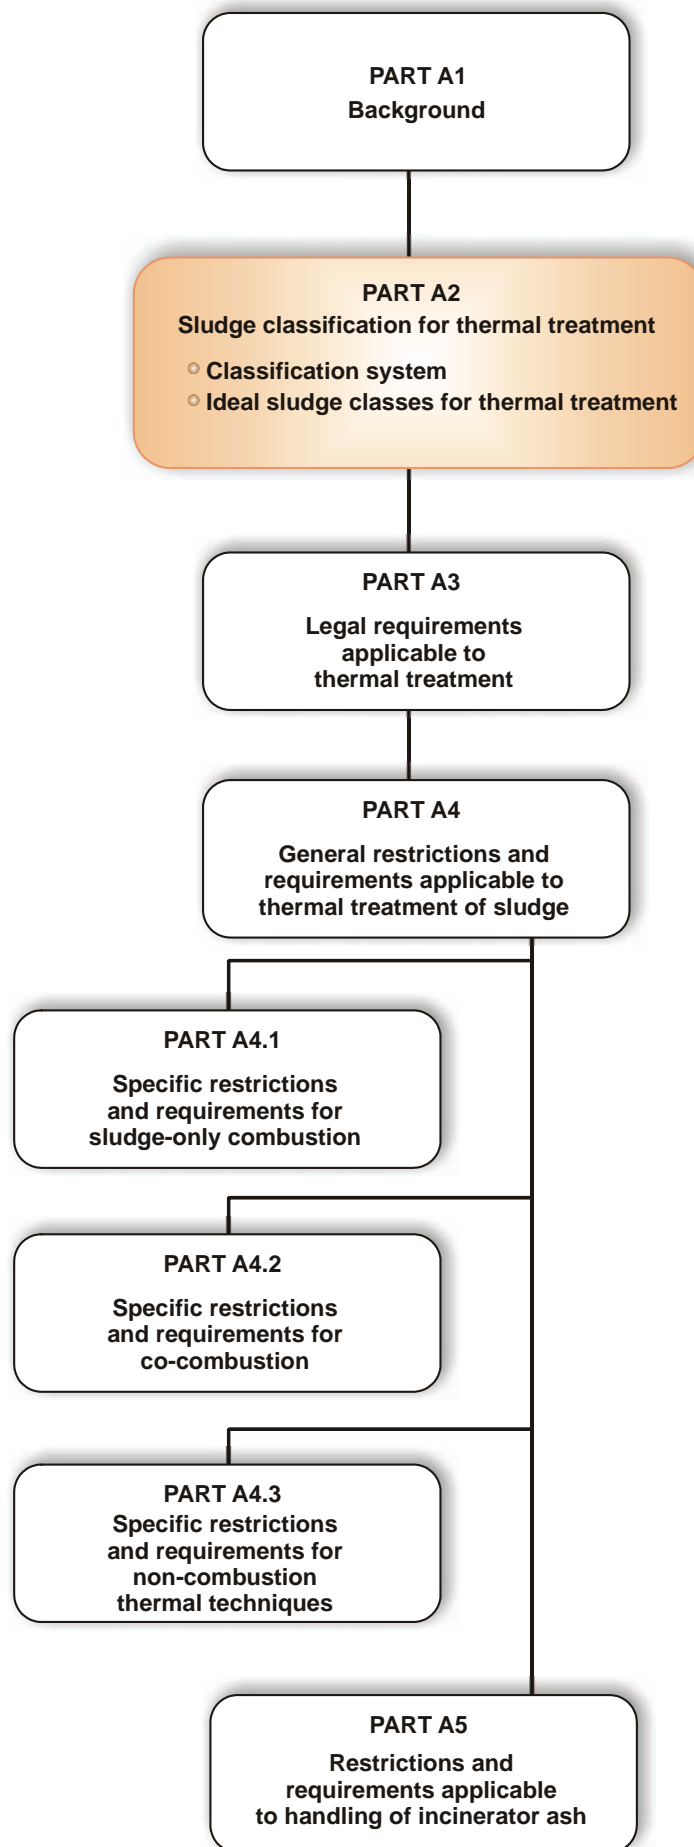 PART A1
Background
PART A2
Sludge classification for thermal treatment
Classification system
Ideal sludge classes for thermal treatment
PART A3
Legal requirements
applicable to
thermal treatment
PART A4
General restrictions and
requirements applicable to
thermal treatment of sludge
PART A4.1
Specific restrictions
and requirements for
sludge-only combustion
PART A4.2
Specific restrictions
and requirements for
co-combustion
PART A4.3
Specific restrictions
and requirements for
non-combustion
thermal techniques
PART A5
Restrictions and
requirements applicable
to handling of incinerator ash